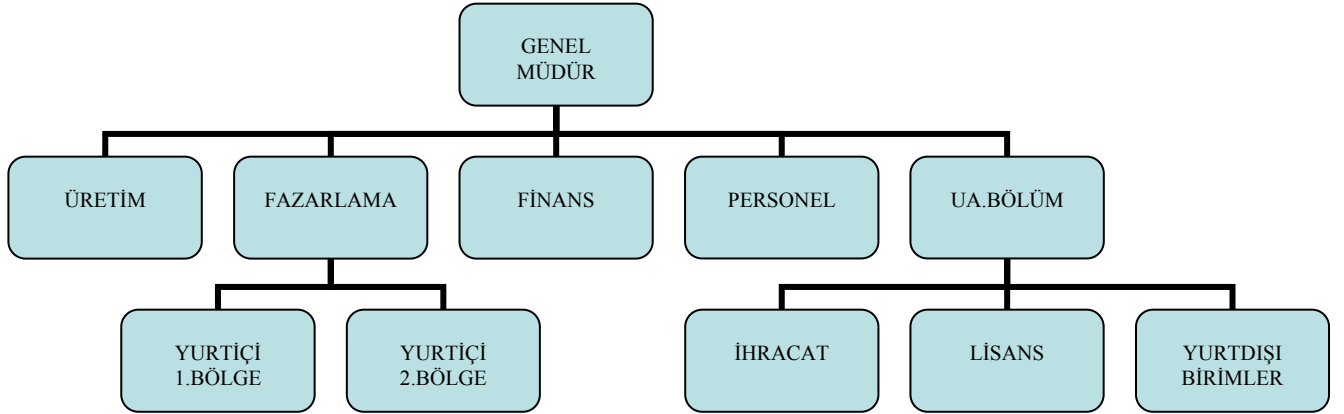 GENEL
MÜDÜR
ÜRETİM
FAZARLAMA
FİNANS
PERSONEL
UA.BÖLÜM
YURTİÇİ
1.BÖLGE
YURTİÇİ
2.BÖLGE
İHRACAT
LİSANS
YURTDIŞI
BİRİMLER